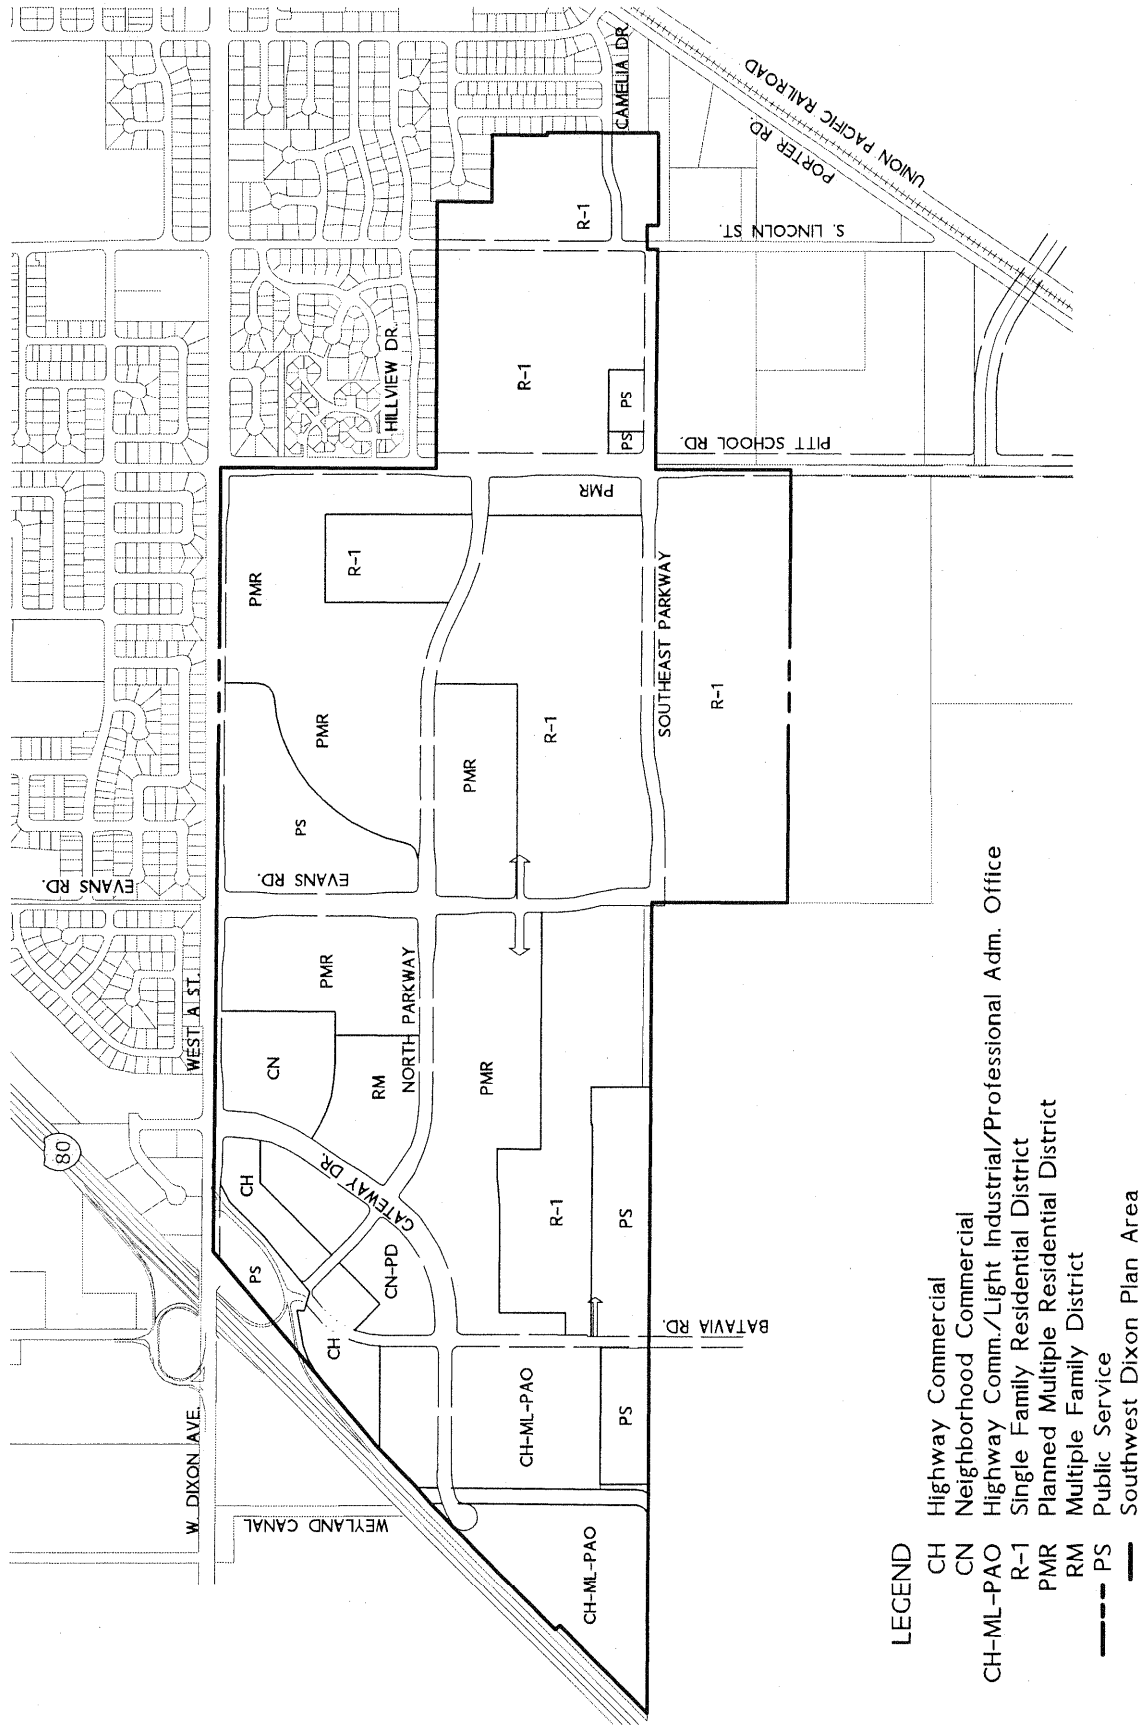 CAMELIA DR.
UNION PACIFIC RAILROAD
PORTER RD.
S. LINCOLN ST.
R-1
HILLVIEW DR.
R-1
PS
PS
PITT SCHOOL RD.
PMR
R-1
PMR
SOUTHEAST PARKWAY
R-1
PMR
R-1
PMR
PS
EVANS RD.
EVANS RD.
PMR
NORTH PARKWAY
WEST A ST.
CN
RM
PMR
80
CH
GATEWAY DR.
R-1
PS
PS
CN-PD
BATAVIA RD.
CH
CH-ML-PAO
PS
W. DIXON AVE.
WEYLAND CANAL
CH-ML-PAO
LEGEND
CH Highway Commercial
CN Neighborhood Commercial
CH-ML-PAO Highway Comm./Light Industrial/Professional Adm. Office
R-1 Single Family Residential District
PMR Planned Multiple Residential District
RM Multiple Family District
PS Public Service
Southwest Dixon Plan Area